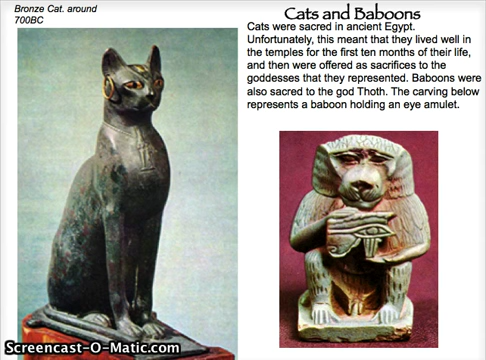 Bronze Cat. around
700BC
Cats and Baboons
Cats were sacred in ancient Egypt.
Unfortunately, this meant that they lived well in
the temples for the first ten months of their life,
and then were offered as sacrifices to the
goddesses that they represented. Baboons were
also sacred to the god Thoth. The carving below
represents a baboon holding an eye amulet.
Screencast-O-Matic.com